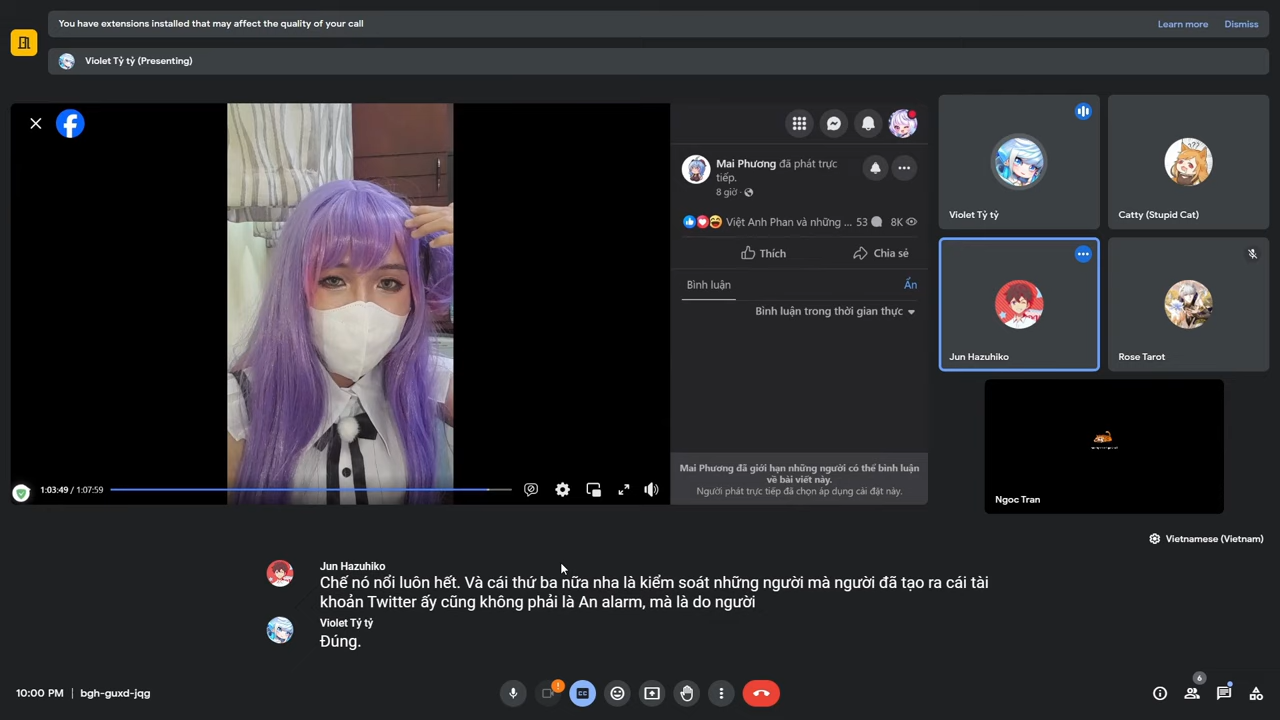 You have extensions installed that may affect the quality of your call
Learn more
Dismiss
Violet Tỷ tỷ (Presenting)
Mai Phương đã phát trực
tiếp.
8 giờ
Việt Anh Phan và những ... 53
8K
Thích
Chia sẻ
Bình luận
Ẩn
Bình luận trong thời gian thực
Mai Phương đã giới hạn những người có thể bình luận
về bài viết này.
Người phát trực tiếp đã chọn áp dụng cài đặt này.
1:03:49 / 1:07:59
Violet Tỷ tỷ
Catty (Stupid Cat)
Jun Hazuhiko
Rose Tarot
Ngoc Tran
Vietnamese (Vietnam)
Jun Hazuhiko
Chế nó nổi luôn hết. Và cái thứ ba nữa nha là kiểm soát những người mà người đã tạo ra cái tài
khoản Twitter ấy cũng không phải là An alarm, mà là do người
Violet Tỷ tỷ
Đúng.
10:00 PM | bgh-guxd-jqg
CC
6